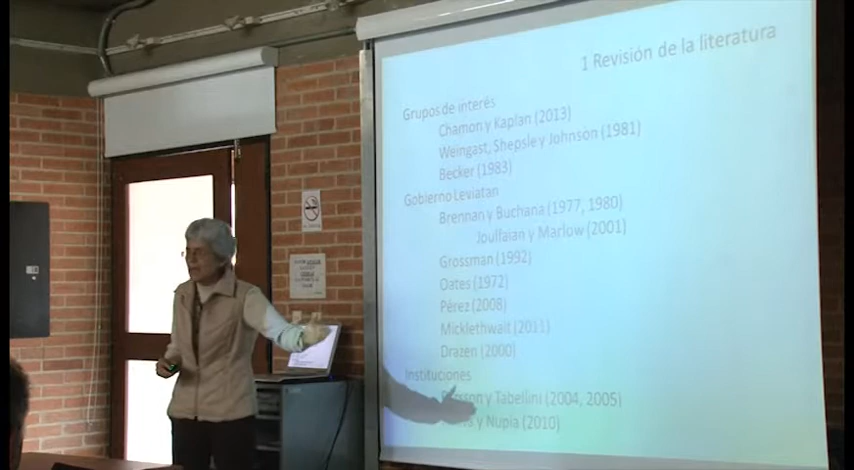 1 Revisión de la literatura
Grupos de interés
Chamon y Kaplan (2013)
Weingast, Shepsle y Johnson (1981)
Becker (1983)
Gobierno Leviatan
Brennan y Buchana (1977, 1980)
Joulfaian y Marlow (2001)
Grossman (1992)
Oates (1972)
Pérez (2008)
Micklethwait (2011)
Drazen (2000)
Instituciones
y Tabellini (2004, 2005)
y Nupia (2010)